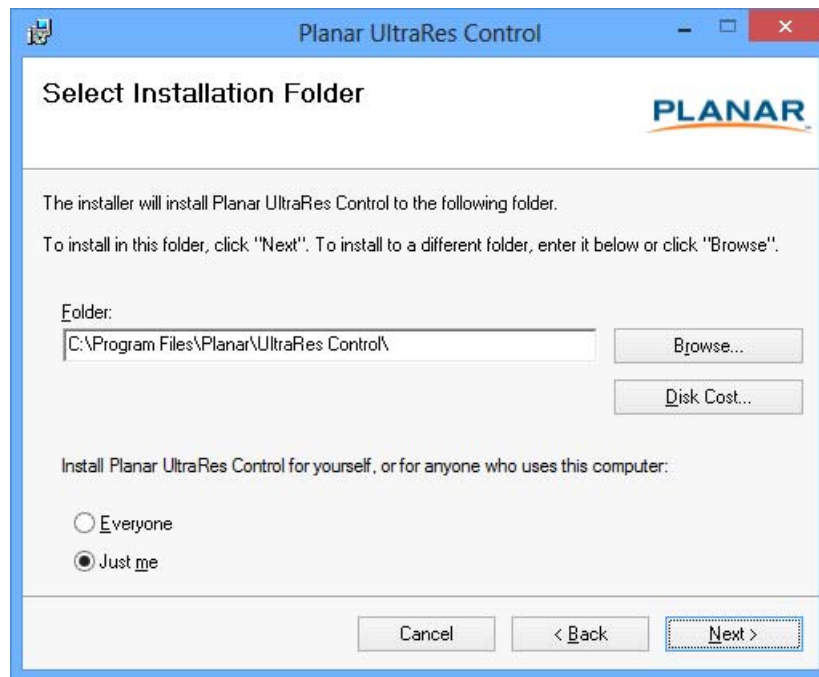 Planar UltraRes Control
Select Installation Folder
PLANAR
The installer will install Planar UltraRes Control to the following folder.
To install in this folder, click "Next". To install to a different folder, enter it below or click "Browse".
Folder:
C:\Program Files\Planar\UltraRes Control\
Browse...
Disk Cost...
Install Planar UltraRes Control for yourself, or for anyone who uses this computer:
Everyone
Just me
Cancel
< Back
Next >